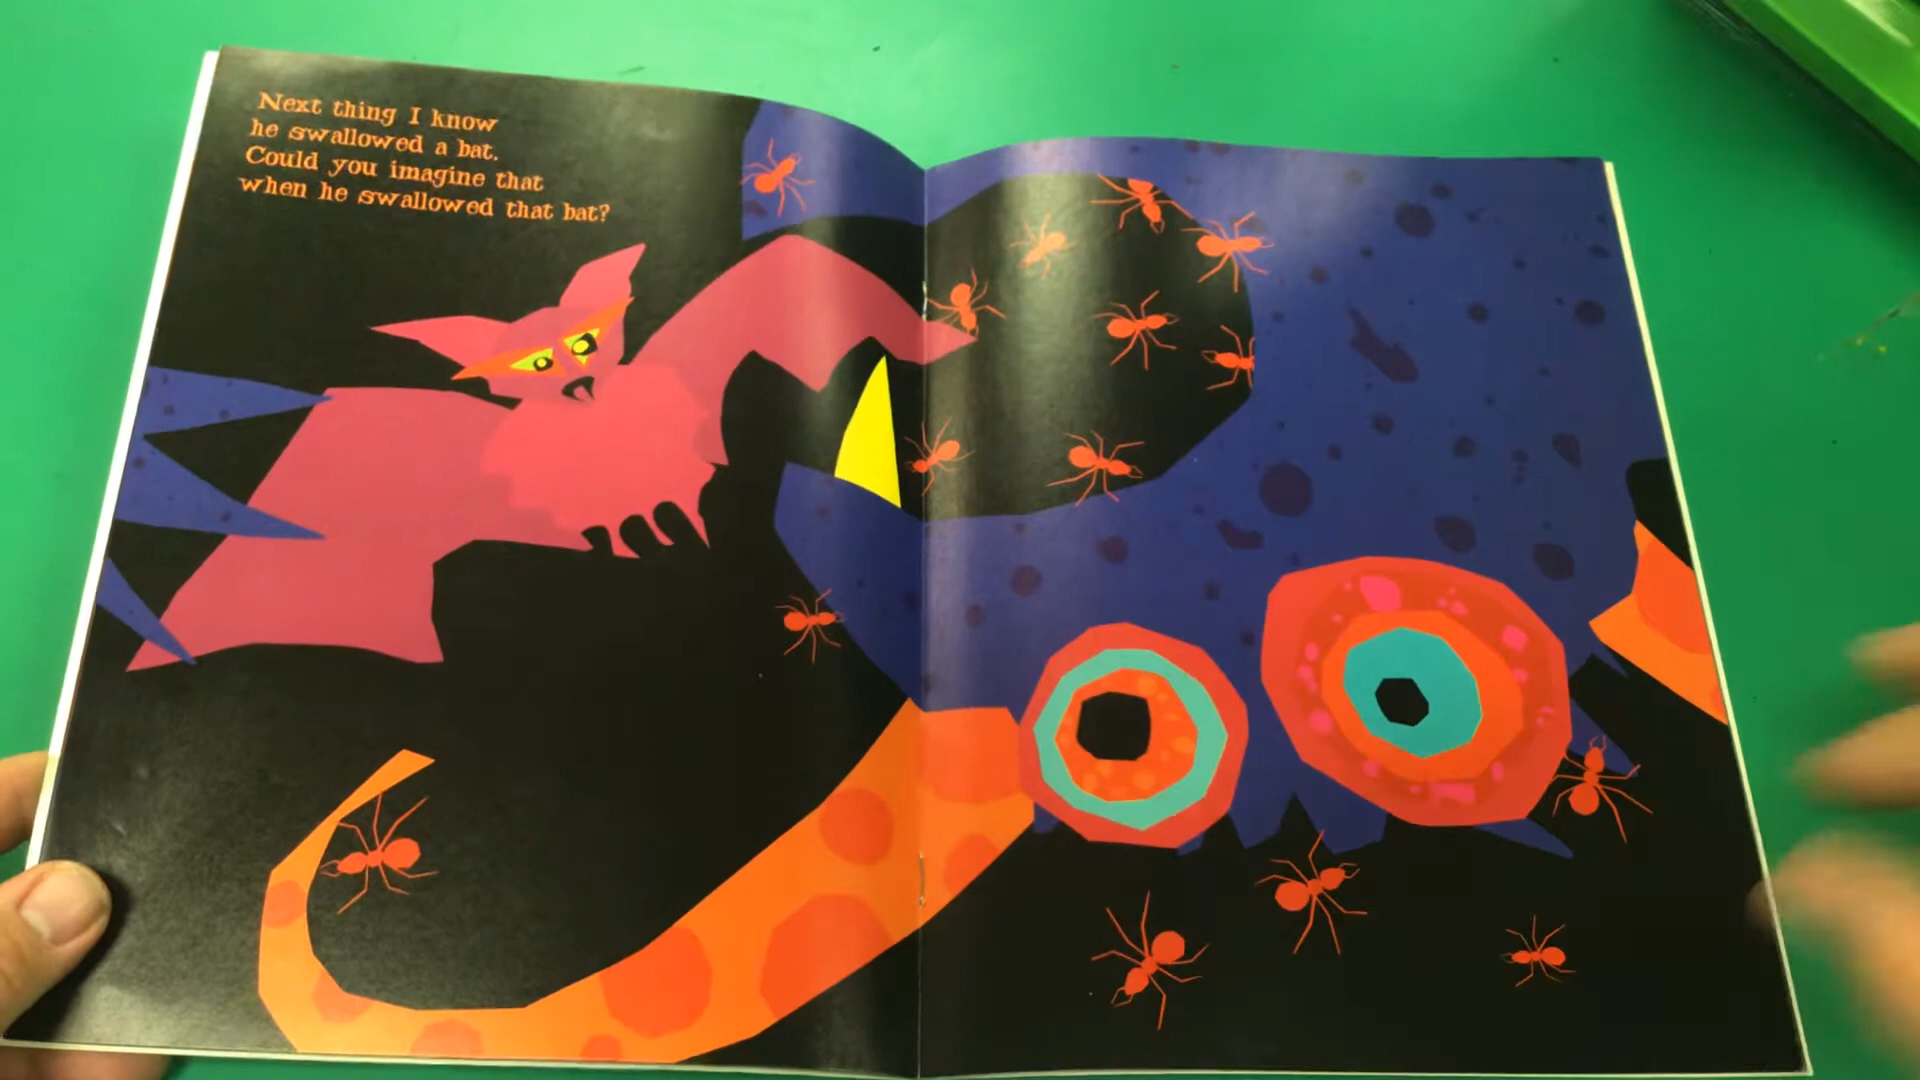 Next thing I know
he swallowed a bat.
Could you imagine that
when he swallowed that bat?